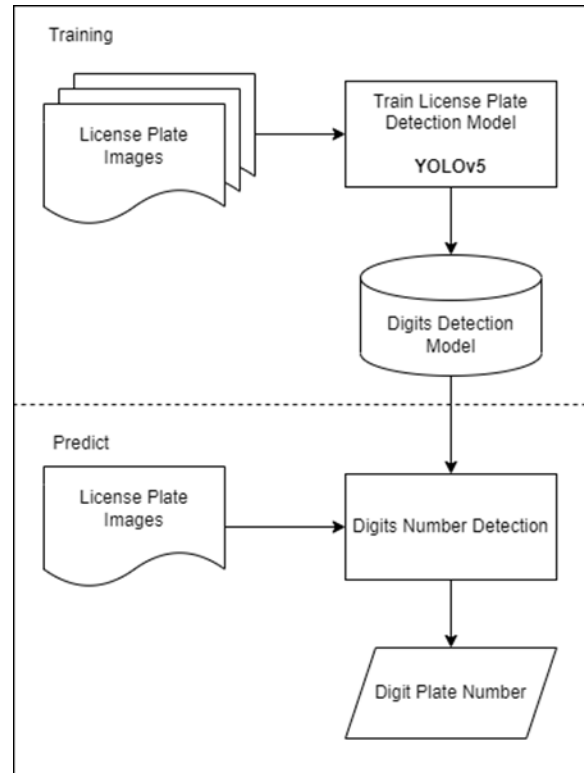 Training
License Plate
Images
Train License Plate
Detection Model
YOLOv5
Digits Detection
Model
Predict
License Plate
Images
Digits Number Detection
Digit Plate Number